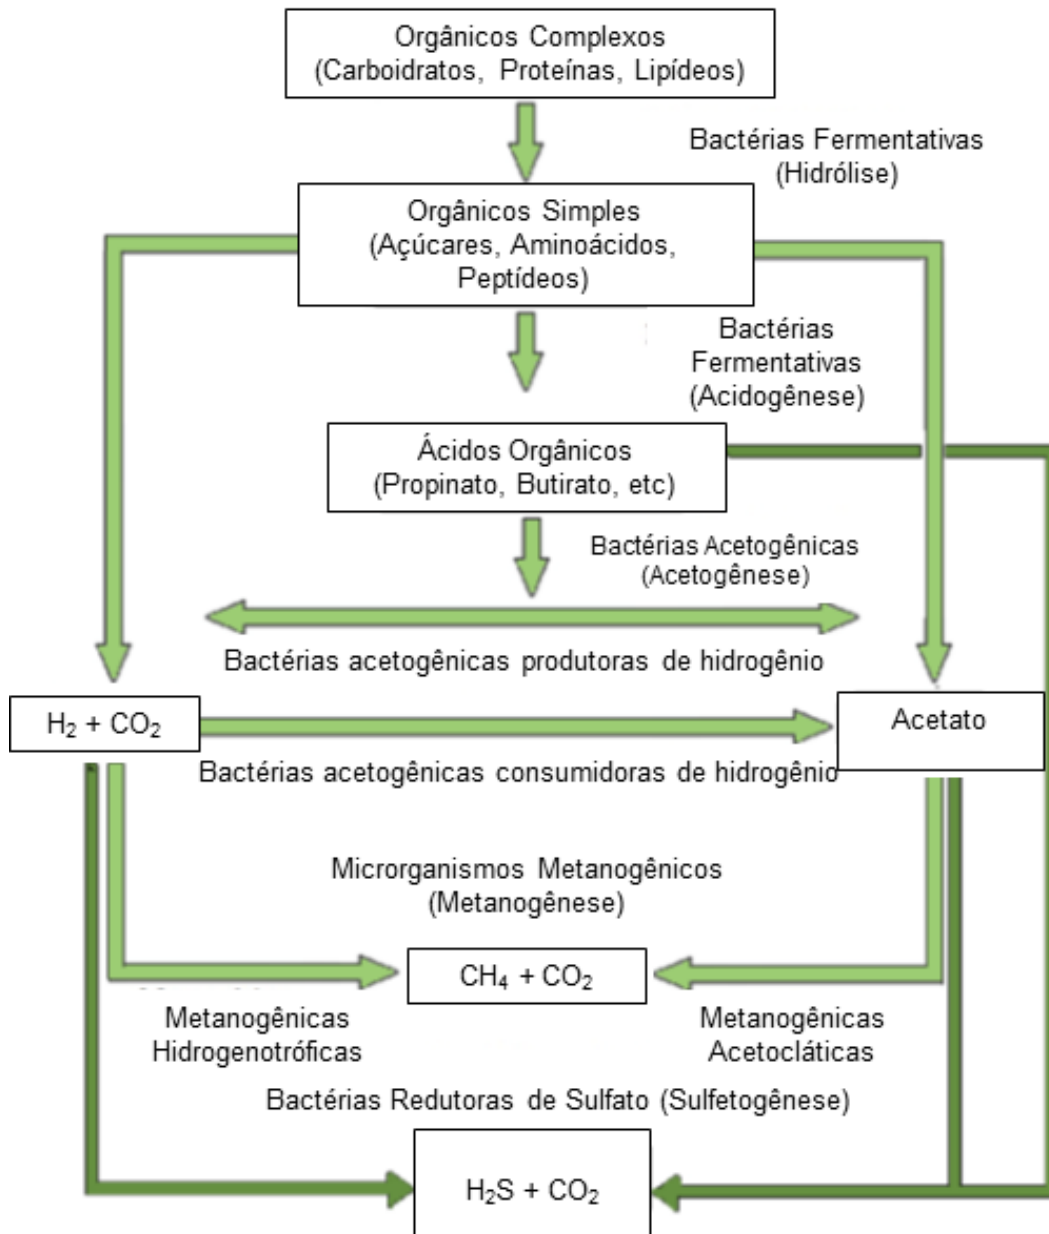 Orgânicos Complexos
(Carboidratos, Proteínas, Lipídeos)
Bactérias Fermentativas
(Hidrólise)
Orgânicos Simples
(Açúcares, Aminoácidos,
Peptídeos)
Bactérias
Fermentativas
(Acidogênese)
Ácidos Orgânicos
(Propinato, Butirato, etc)
Bactérias Acetogênicas
(Acetogênese)
Bactérias acetogênicas produtoras de hidrogênio
H₂ + CO₂
Acetato
Bactérias acetogênicas consumidoras de hidrogênio
Microrganismos Metanogênicos
(Metanogênese)
CH₄ + CO₂
Metanogênicas
Hidrogenotróficas
Metanogênicas
Acetocláticas
Bactérias Redutoras de Sulfato (Sulfetogênese)
H₂S + CO₂